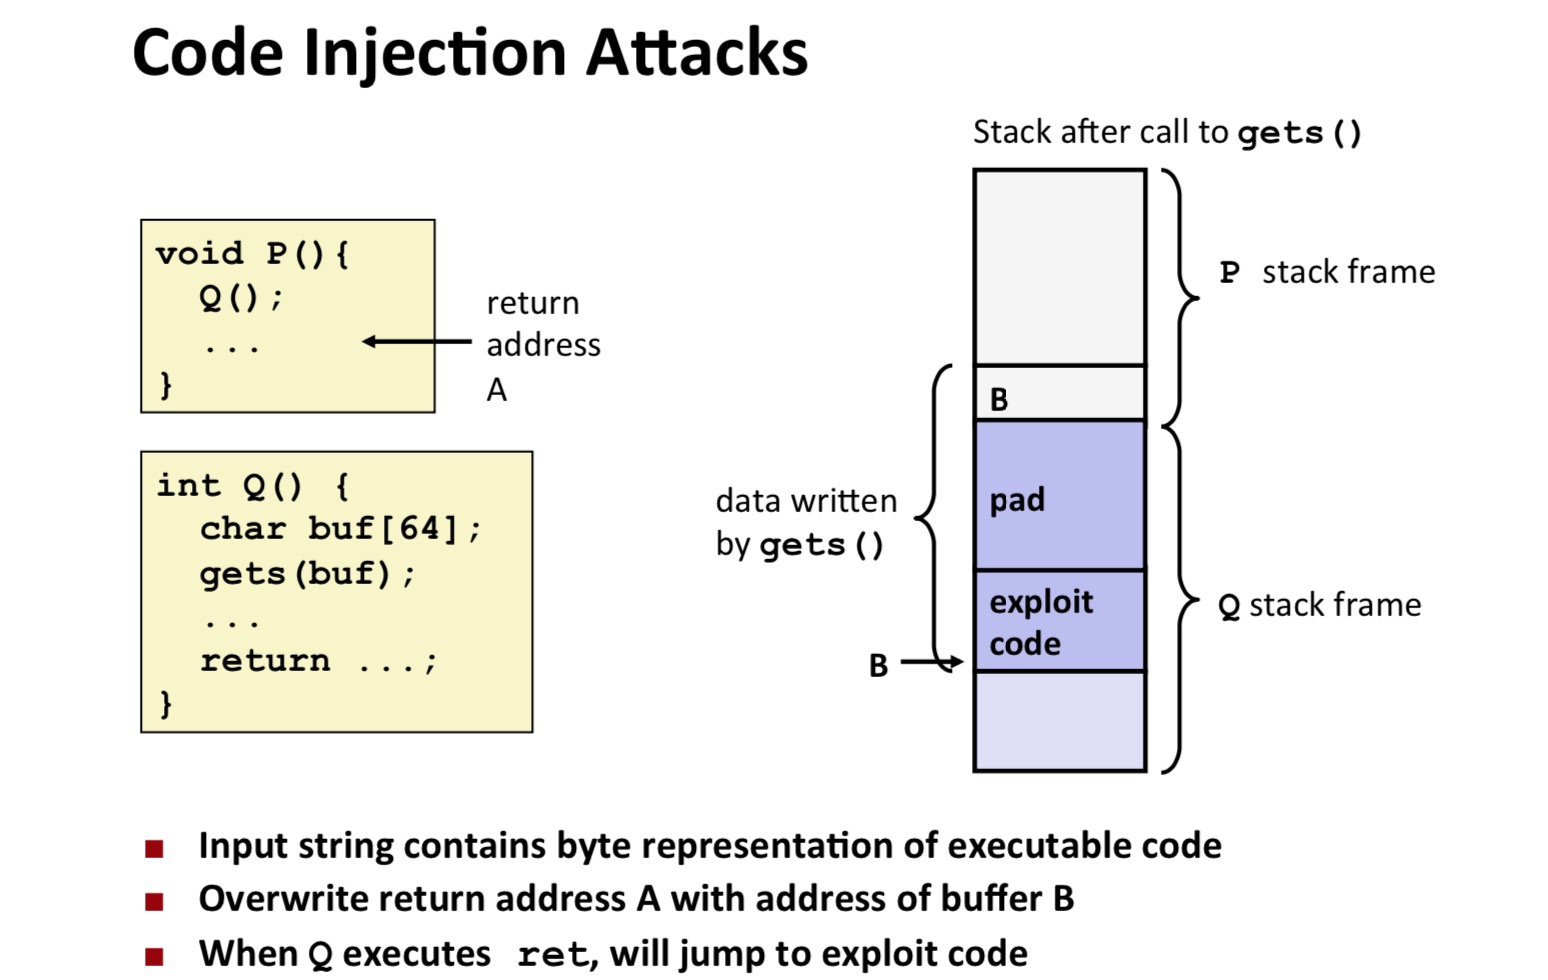 Code Injection Attacks
Stack after call to gets()
void P(){
Q();
...
}
return
address
A
int Q() {
char buf[64];
gets(buf);
...
return ...;
}
P stack frame
B
data written
by gets()
pad
exploit
code
B
Q stack frame
Input string contains byte representation of executable code
Overwrite return address A with address of buffer B
When Q executes ret, will jump to exploit code